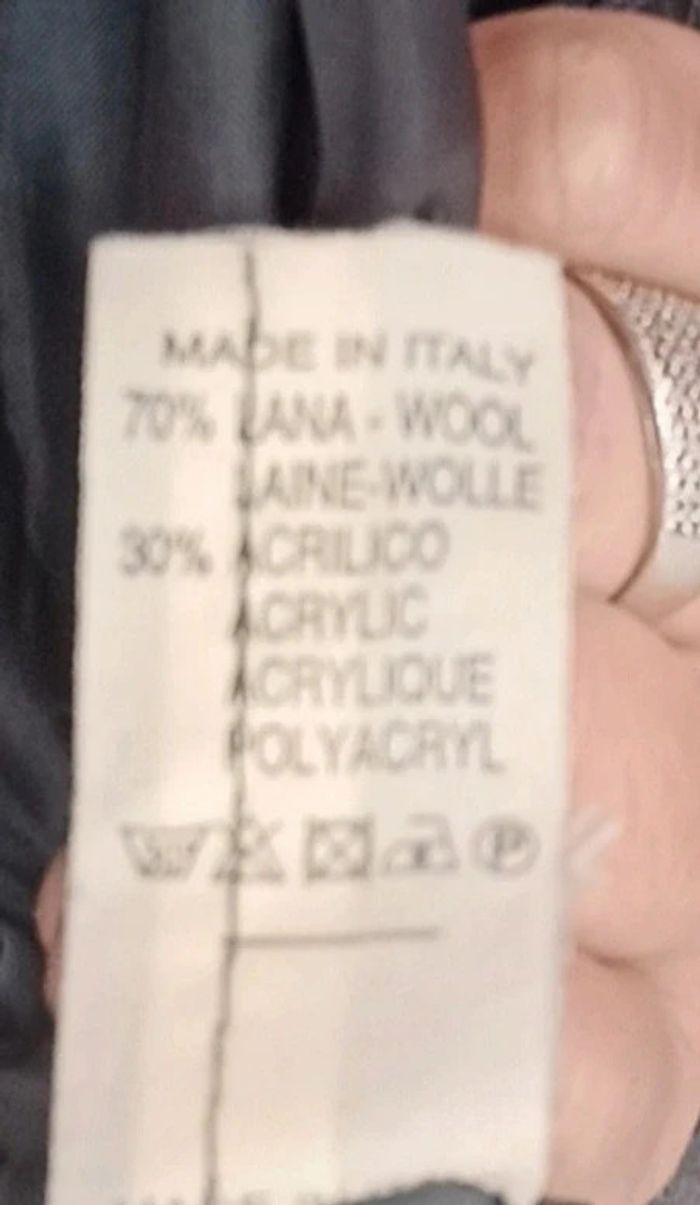 MADE IN ITALY
70% LANA - WOOL
LAINE-WOLLE
30% ACRILICO
ACRYLIC
ACRYLIQUE
POLYACRYL
P